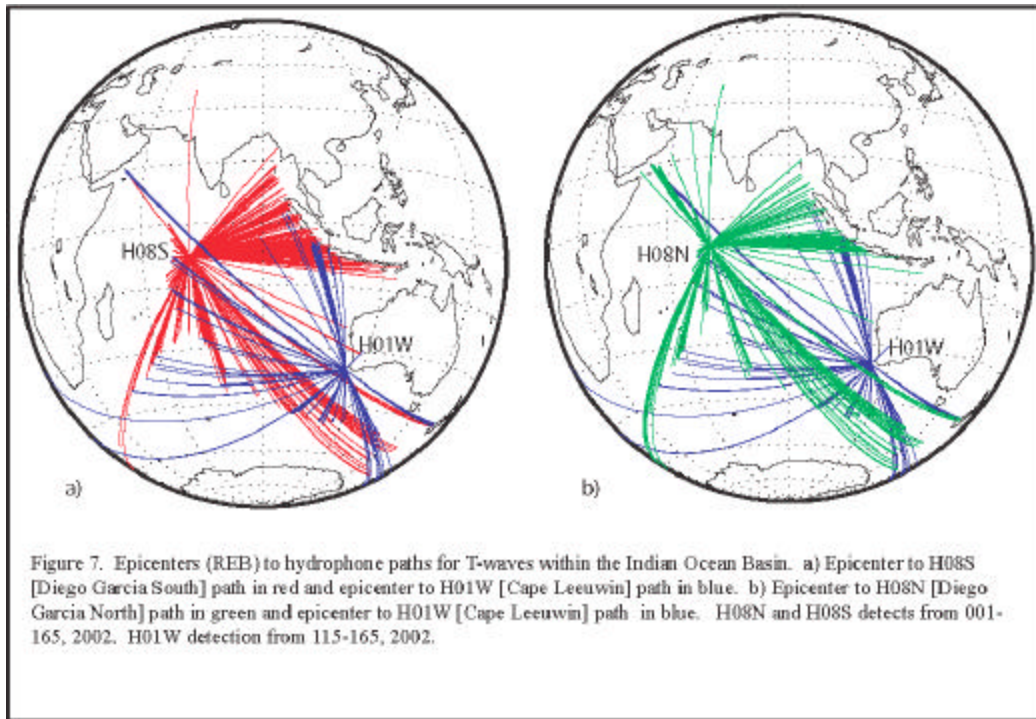 H08S
H01W
a)
H08N
H01W
b)
Figure 7. Epicenters (REB) to hydrophone paths for T-waves within the Indian Ocean Basin. a) Epicenter to H08S
[Diego Garcia South] path in red and epicenter to H01W [Cape Leeuwin] path in blue. b) Epicenter to H08N [Diego
Garcia North] path in green and epicenter to H01W [Cape Leeuwin] path in blue. H08N and H08S detects from 001-
165, 2002. H01W detection from 115-165, 2002.